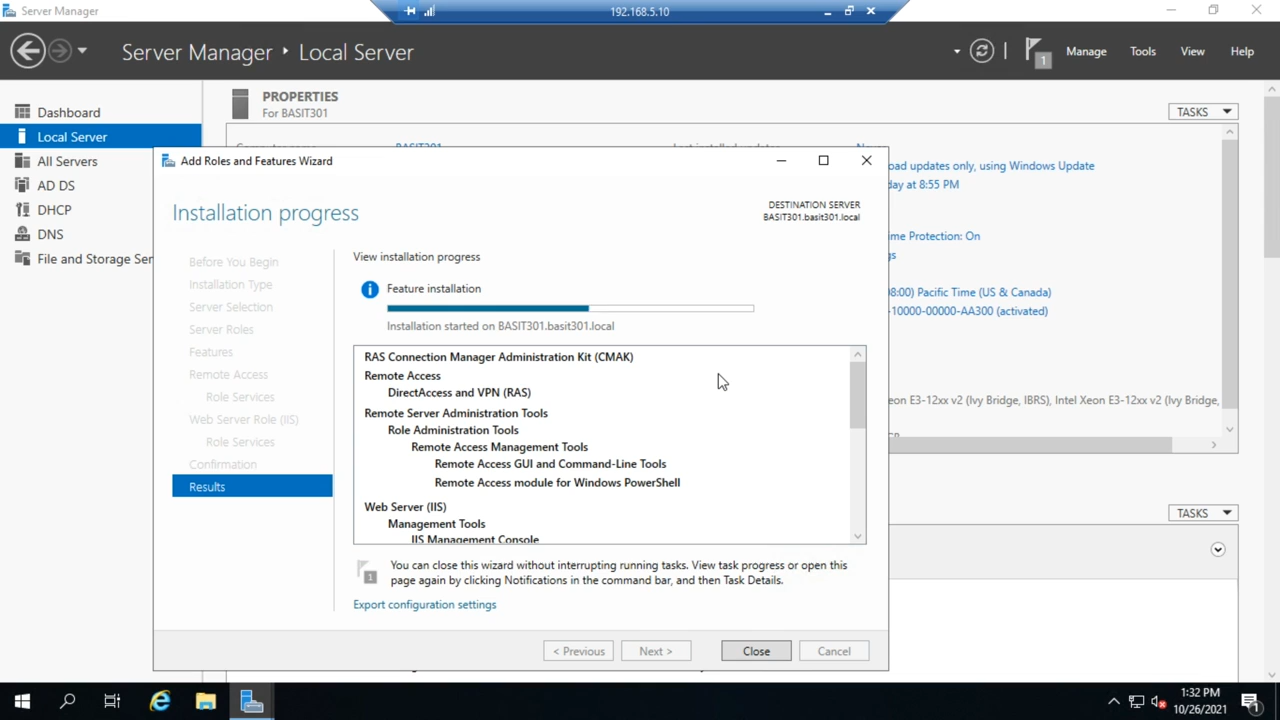 Server Manager
192.168.5.10
Server Manager
Local Server
1
Manage
Tools
View
Help
Dashboard
Local Server
All Servers
AD DS
DHCP
DNS
File and Storage Ser
PROPERTIES
For BASIT301
TASKS
load updates only, using Windows Update
day at 8:55 PM
ime Protection: On
gs
08:00) Pacific Time (US & Canada)
-10000-00000-AA300 (activated)
eon E3-12xx v2 (Ivy Bridge, IBRS), Intel Xeon E3-12xx v2 (Ivy Bridge,
TASKS
Add Roles and Features Wizard
Installation progress
DESTINATION SERVER
BASIT301.basit301.local
Before You Begin
Installation Type
Server Selection
Server Roles
Features
Remote Access
Role Services
Web Server Role (IIS)
Role Services
Confirmation
Results
View installation progress
Feature installation
Installation started on BASIT301.basit301.local
RAS Connection Manager Administration Kit (CMAK)
Remote Access
DirectAccess and VPN (RAS)
Remote Server Administration Tools
Role Administration Tools
Remote Access Management Tools
Remote Access GUI and Command-Line Tools
Remote Access module for Windows PowerShell
Web Server (IIS)
Management Tools
IIS Management Console
1
You can close this wizard without interrupting running tasks. View task progress or open this
page again by clicking Notifications in the command bar, and then Task Details.
Export configuration settings
< Previous
Next >
Close
Cancel
1:32 PM
10/26/2021
1